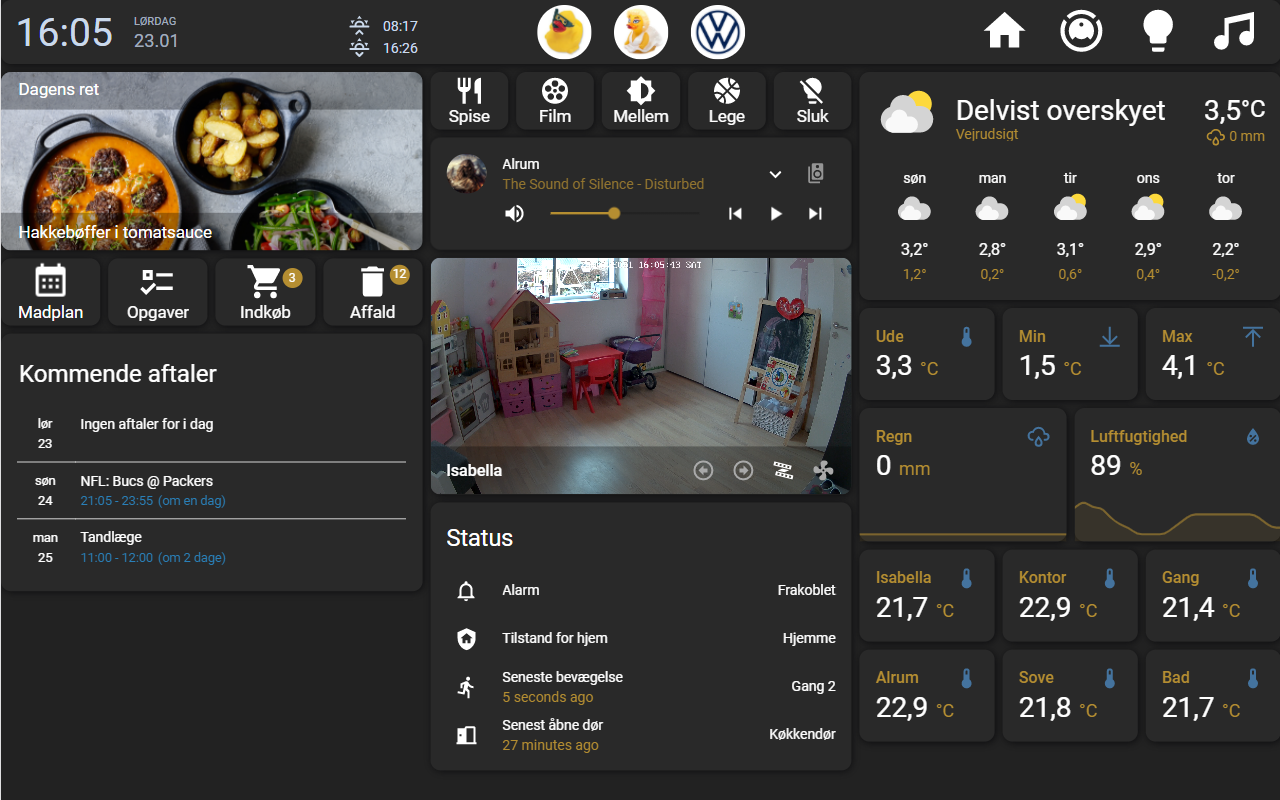 16:05
LØRDAG
23.01
08:17
16:26
Dagens ret
Hakkebøffer i tomatsauce
Madplan
Opgaver
3
Indkøb
12
Affald
Kommende aftaler
lør
23
Ingen aftaler for i dag
søn
24
NFL: Bucs @ Packers
21:05 - 23:55 (om en dag)
man
25
Tandlæge
11:00 - 12:00 (om 2 dage)
Spise
Film
Mellem
Lege
Sluk
Alrum
The Sound of Silence - Disturbed
16:05:43 SAT
Isabella
Status
Alarm
Frakoblet
Tilstand for hjem
Hjemme
Seneste bevægelse
5 seconds ago
Gang 2
Senest åbne dør
27 minutes ago
Køkkendør
Delvist overskyet
Vejrudsigt
3,5°C
0 mm
søn man tir ons tor
3,2° 2,8° 3,1° 2,9° 2,2°
1,2° 0,2° 0,6° 0,4° -0,2°
Ude
3,3 °C
Min
1,5 °C
Max
4,1 °C
Regn
0 mm
Luftfugtighed
89 %
Isabella
21,7 °C
Kontor
22,9 °C
Gang
21,4 °C
Alrum
22,9 °C
Sove
21,8 °C
Bad
21,7 °C